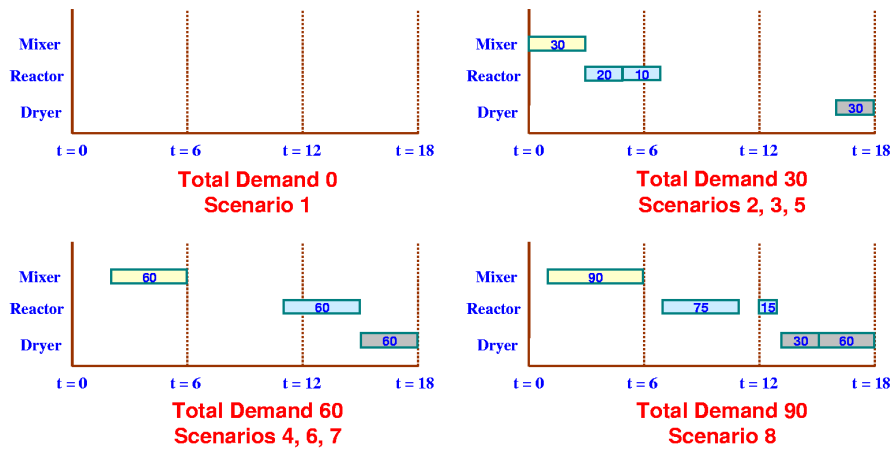 Mixer
Reactor
Dryer
t = 0 t = 6 t = 12 t = 18
Total Demand 0
Scenario 1
Mixer 30
Reactor 20 10
Dryer 30
t = 0 t = 6 t = 12 t = 18
Total Demand 30
Scenarios 2, 3, 5
Mixer 60
Reactor 60
Dryer 60
t = 0 t = 6 t = 12 t = 18
Total Demand 60
Scenarios 4, 6, 7
Mixer 90
Reactor 75 15
Dryer 30 60
t = 0 t = 6 t = 12 t = 18
Total Demand 90
Scenario 8